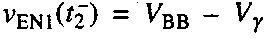 v_EN1(t_2^-) = V_BB - V_γ